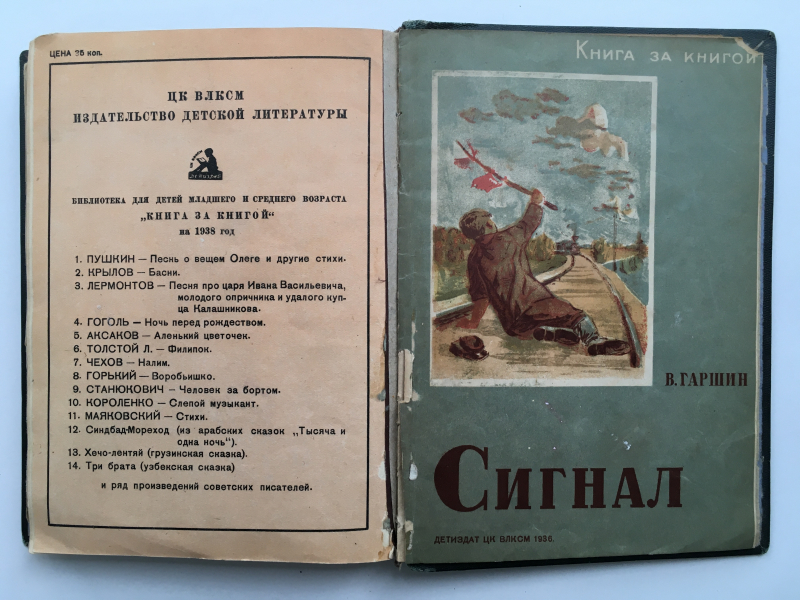 ЦЕНА 35 коп.
ЦК ВЛКСМ
ИЗДАТЕЛЬСТВО ДЕТСКОЙ ЛИТЕРАТУРЫ
БИБЛИОТЕКА ДЛЯ ДЕТЕЙ МЛАДШЕГО И СРЕДНЕГО ВОЗРАСТА
„КНИГА ЗА КНИГОЙ“
на 1938 год
1. ПУШКИН — Песнь о вещем Олеге и другие стихи.
2. КРЫЛОВ — Басни.
3. ЛЕРМОНТОВ — Песня про царя Ивана Васильевича,
молодого опричника и удалого куп-
ца Калашникова.
4. ГОГОЛЬ — Ночь перед рождеством.
5. АКСАКОВ — Аленький цветочек.
6. ТОЛСТОЙ Л. — Филипок.
7. ЧЕХОВ — Налим.
8. ГОРЬКИЙ — Воробьишко.
9. СТАНЮКОВИЧ — Человек за бортом.
10. КОРОЛЕНКО — Слепой музыкант.
11. МАЯКОВСКИЙ — Стихи.
12. Синдбад-Мореход (из арабских сказок „Тысяча и
одна ночь“).
13. Хечо-лентяй (грузинская сказка).
14. Три брата (узбекская сказка)
и ряд произведений советских писателей.
Книга за книгой
В. ГАРШИН
Сигнал
ДЕТИЗДАТ ЦК ВЛКСМ 1936.